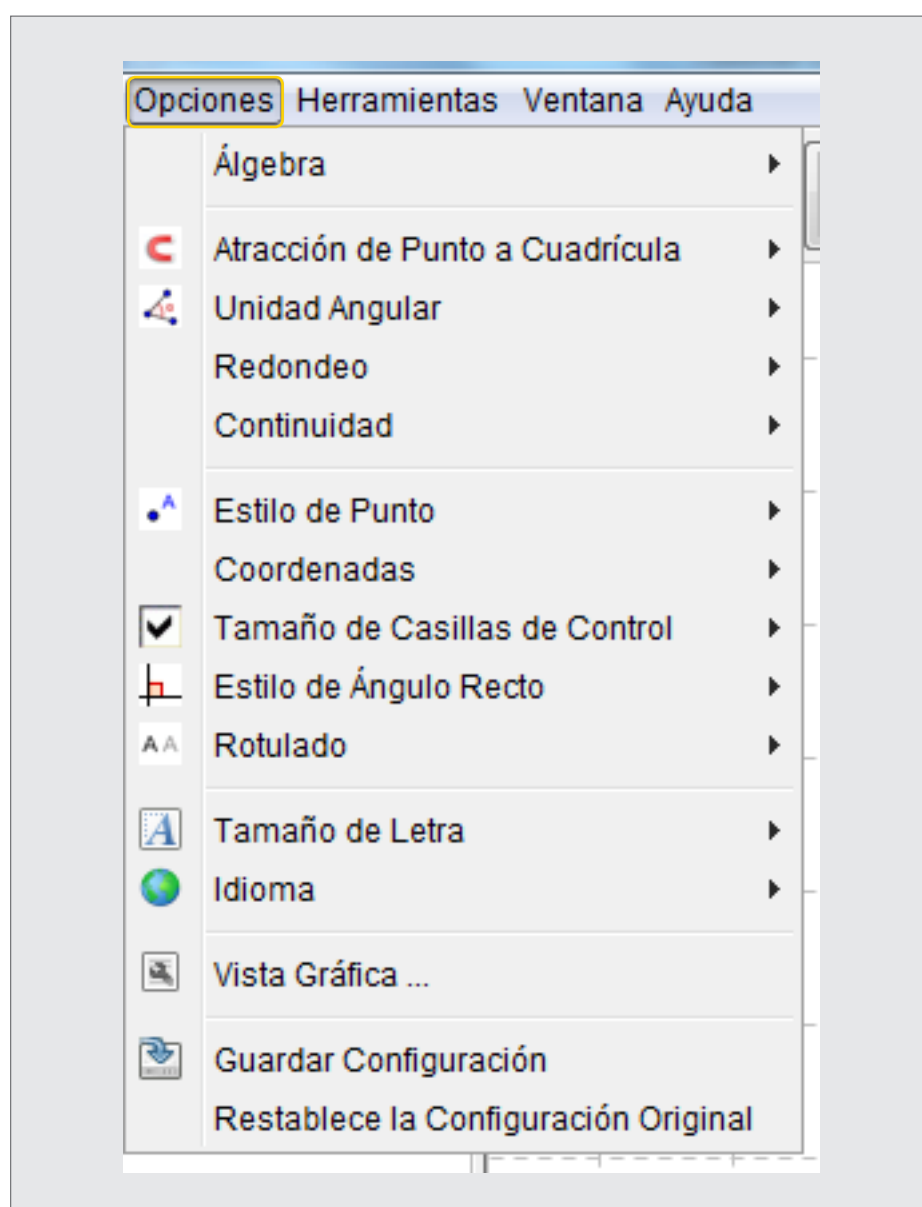 Opciones Herramientas Ventana Ayuda
Álgebra
Atracción de Punto a Cuadrícula
Unidad Angular
Redondeo
Continuidad
Estilo de Punto
Coordenadas
Tamaño de Casillas de Control
Estilo de Ángulo Recto
A A Rotulado
Tamaño de Letra
Idioma
Vista Gráfica ...
Guardar Configuración
Restablece la Configuración Original